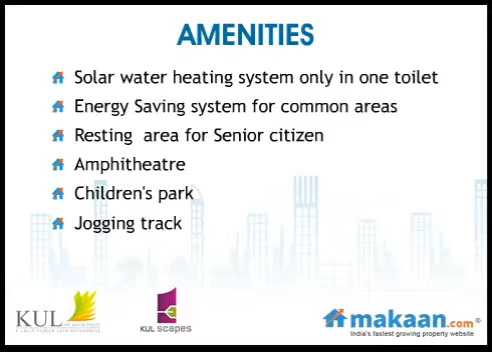 AMENITIES
Solar water heating system only in one toilet
Energy Saving system for common areas
Resting area for Senior citizen
Amphitheatre
Children's park
Jogging track
KUL
KUL scapes
makaan.com®
India's fastest growing property website